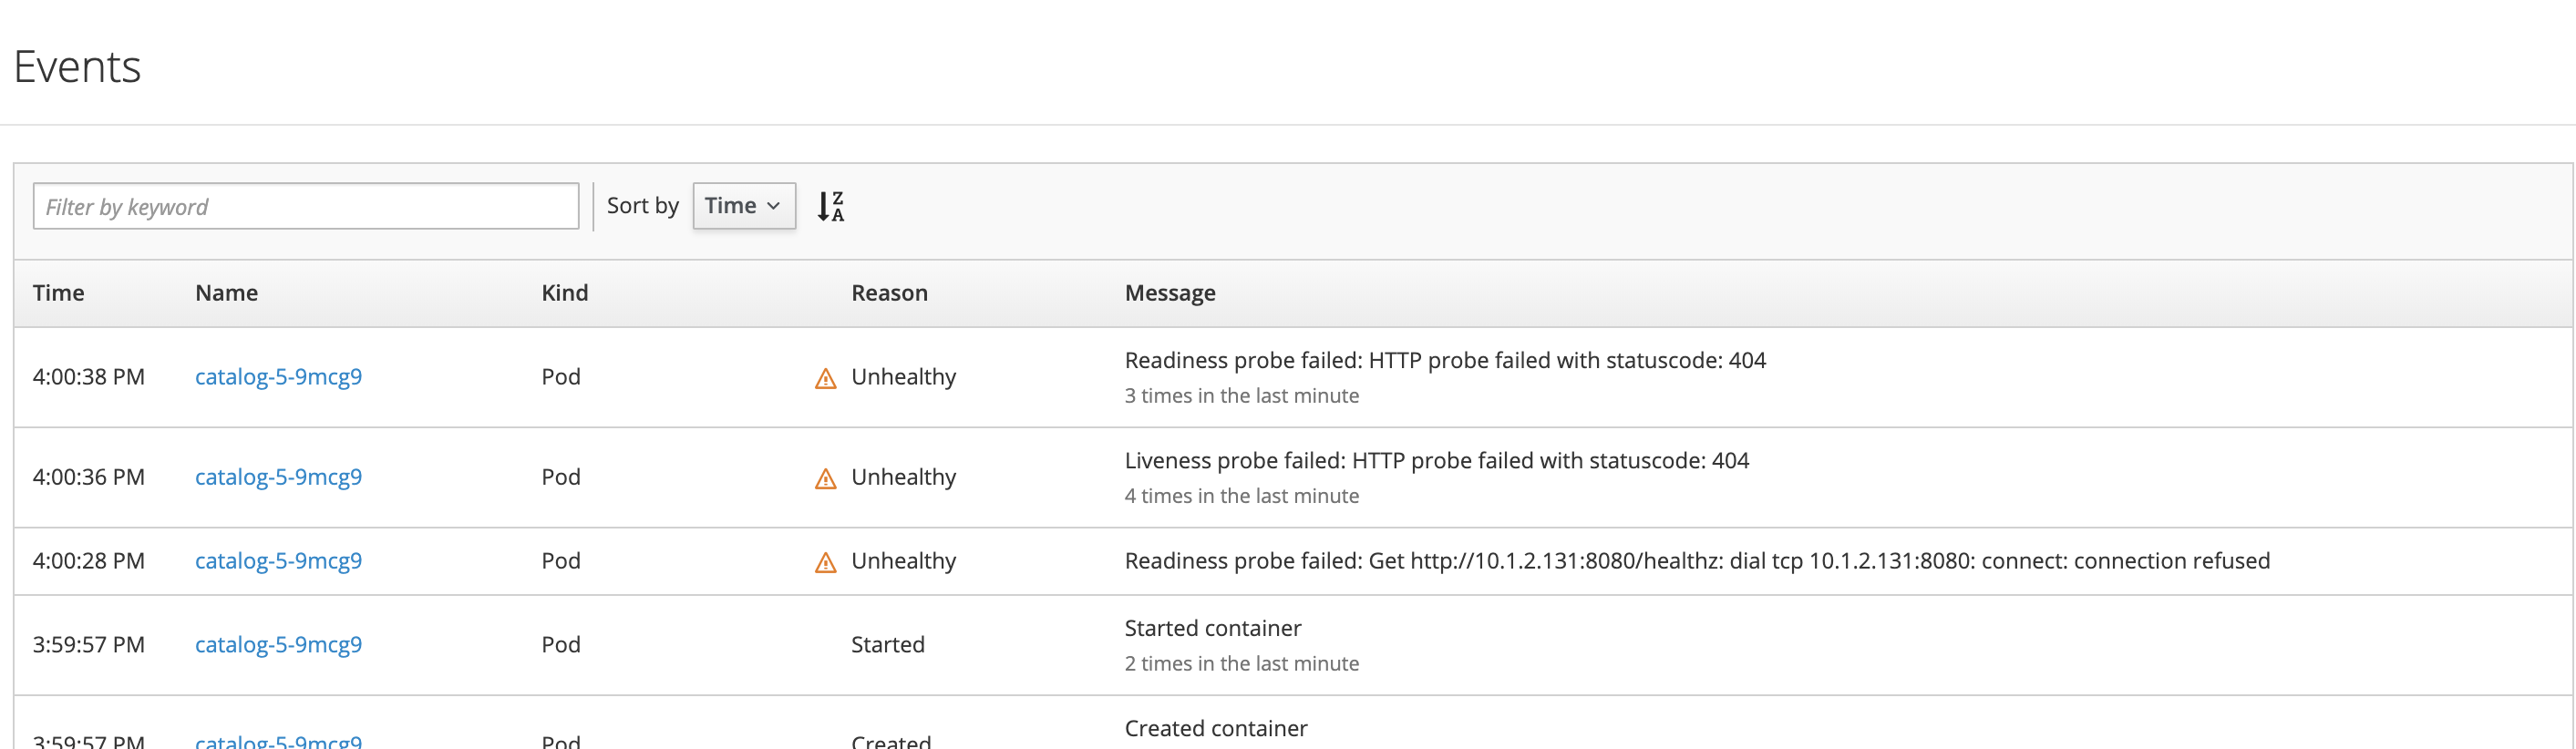 Events
Filter by keyword
Sort by Time
Time Name Kind Reason Message
4:00:38 PM catalog-5-9mcg9 Pod Unhealthy Readiness probe failed: HTTP probe failed with statuscode: 404
3 times in the last minute
4:00:36 PM catalog-5-9mcg9 Pod Unhealthy Liveness probe failed: HTTP probe failed with statuscode: 404
4 times in the last minute
4:00:28 PM catalog-5-9mcg9 Pod Unhealthy Readiness probe failed: Get http://10.1.2.131:8080/healthz: dial tcp 10.1.2.131:8080: connect: connection refused
3:59:57 PM catalog-5-9mcg9 Pod Started Started container
2 times in the last minute
3:59:57 PM catalog-5-9mcg9 Pod Created Created container